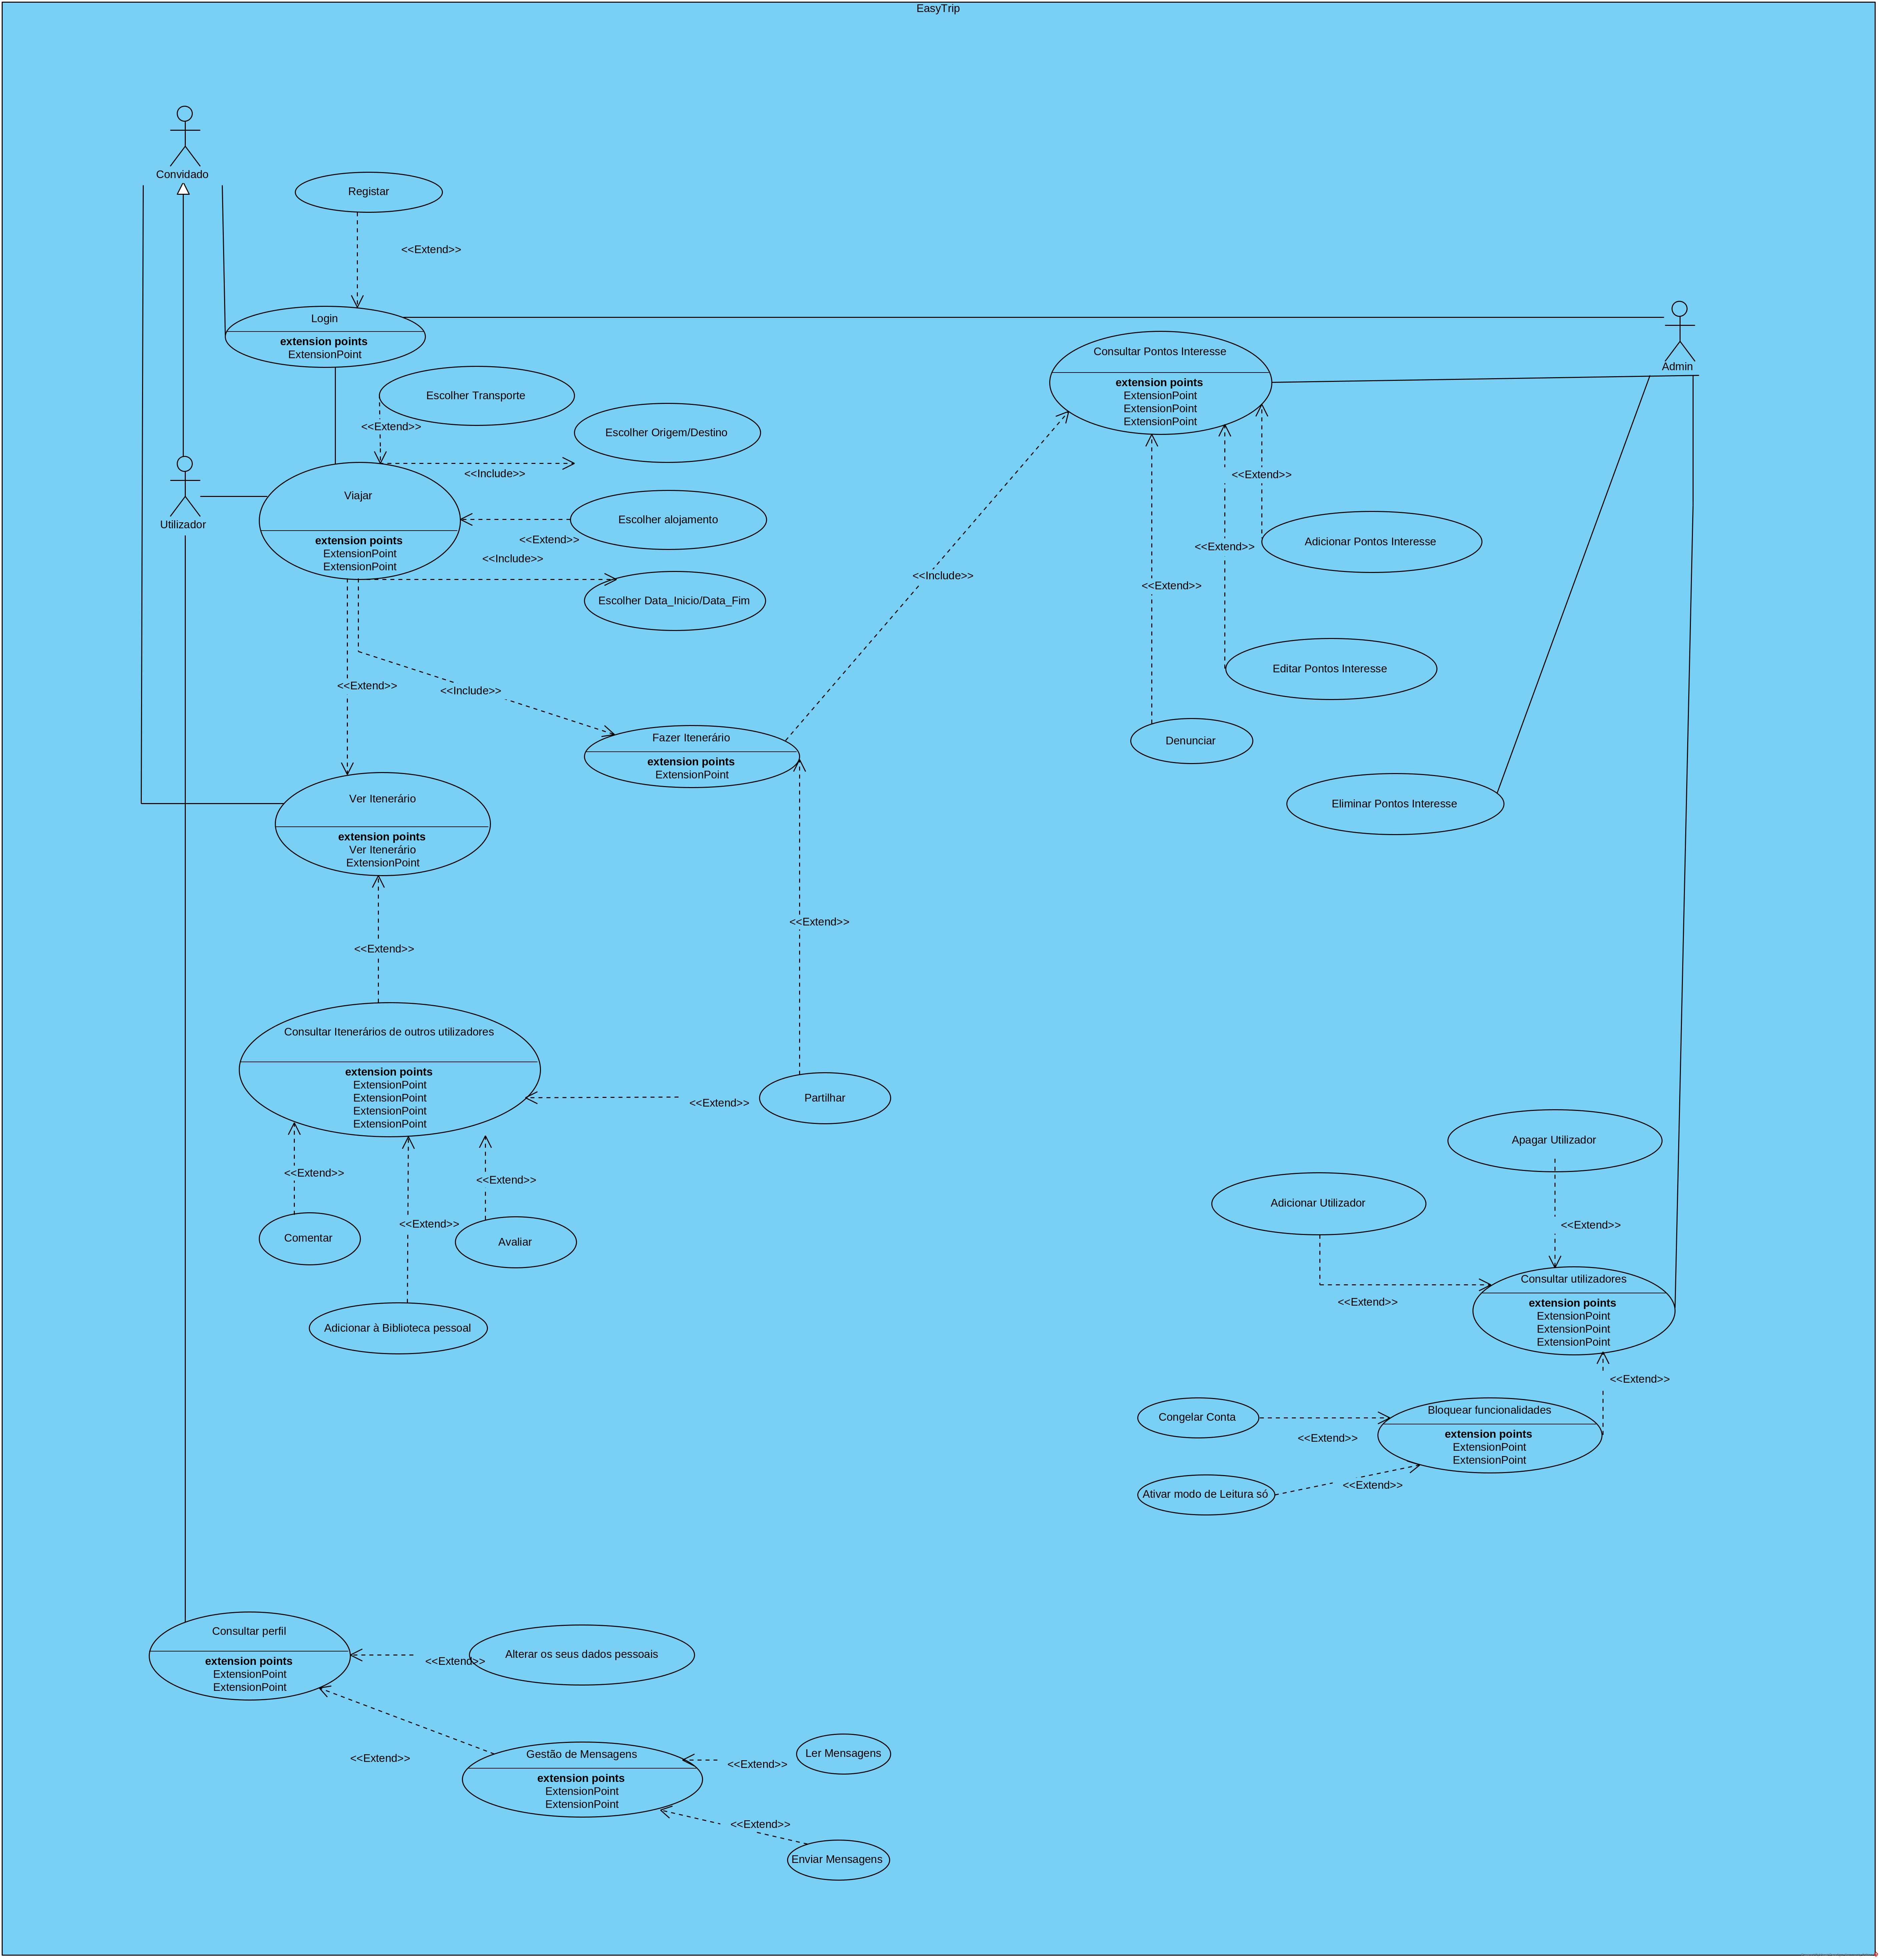 EasyTrip
Convidado
Registar
<<Extend>>
Login
extension points
ExtensionPoint
Admin
Consultar Pontos Interesse
extension points
ExtensionPoint
ExtensionPoint
ExtensionPoint
Escolher Transporte
<<Extend>>
Escolher Origem/Destino
<<Include>>
<<Extend>>
Utilizador
Viajar
extension points
ExtensionPoint
ExtensionPoint
Escolher alojamento
<<Extend>>
<<Include>>
Adicionar Pontos Interesse
<<Extend>>
<<Include>>
<<Extend>>
Escolher Data_Inicio/Data_Fim
Editar Pontos Interesse
<<Extend>>
<<Include>>
Fazer Itenerário
extension points
ExtensionPoint
Denunciar
Ver Itenerário
extension points
Ver Itenerário
ExtensionPoint
Eliminar Pontos Interesse
<<Extend>>
<<Extend>>
Consultar Itenerários de outros utilizadores
extension points
ExtensionPoint
ExtensionPoint
ExtensionPoint
ExtensionPoint
<<Extend>>
Partilhar
Apagar Utilizador
<<Extend>>
<<Extend>>
Adicionar Utilizador
<<Extend>>
<<Extend>>
Comentar
Avaliar
Consultar utilizadores
extension points
ExtensionPoint
ExtensionPoint
ExtensionPoint
<<Extend>>
Adicionar à Biblioteca pessoal
<<Extend>>
Congelar Conta
<<Extend>>
Bloquear funcionalidades
extension points
ExtensionPoint
ExtensionPoint
Ativar modo de Leitura só
<<Extend>>
Consultar perfil
extension points
ExtensionPoint
ExtensionPoint
<<Extend>>
Alterar os seus dados pessoais
<<Extend>>
Gestão de Mensagens
extension points
ExtensionPoint
ExtensionPoint
<<Extend>>
Ler Mensagens
<<Extend>>
Enviar Mensagens